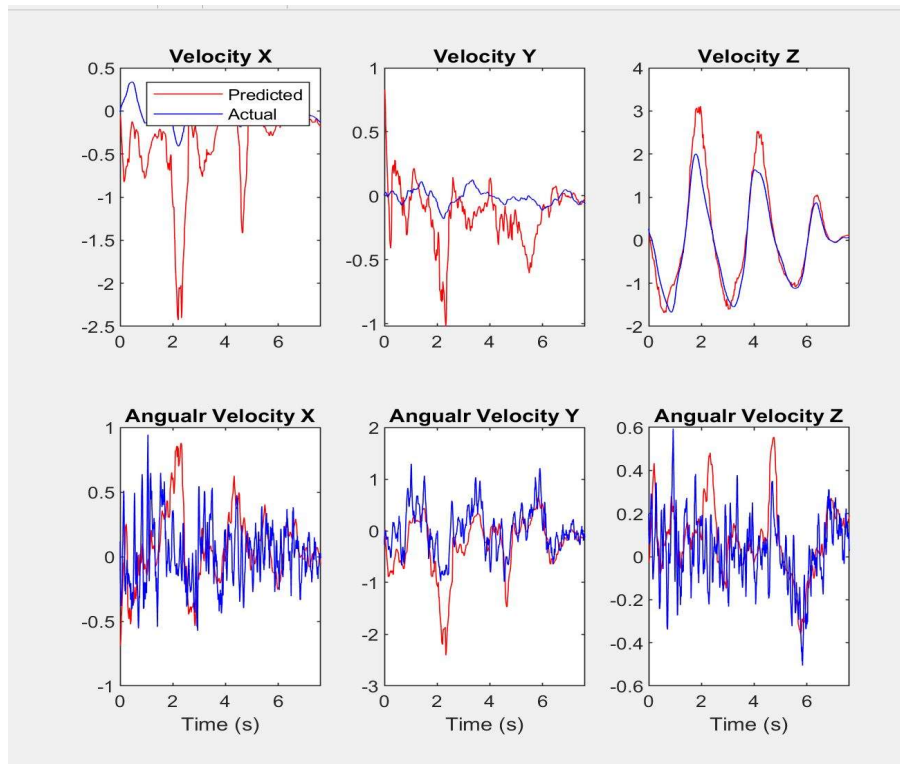 Velocity X
0.5
0
-0.5
-1
-1.5
-2
-2.5
0 2 4 6
Predicted
Actual
Velocity Y
1
0.5
0
-0.5
-1
0 2 4 6
Velocity Z
4
3
2
1
0
-1
-2
0 2 4 6
Angualr Velocity X
1
0.5
0
-0.5
-1
0 2 4 6
Time (s)
Angualr Velocity Y
2
1
0
-1
-2
-3
0 2 4 6
Time (s)
Angualr Velocity Z
0.6
0.4
0.2
0
-0.2
-0.4
-0.6
0 2 4 6
Time (s)